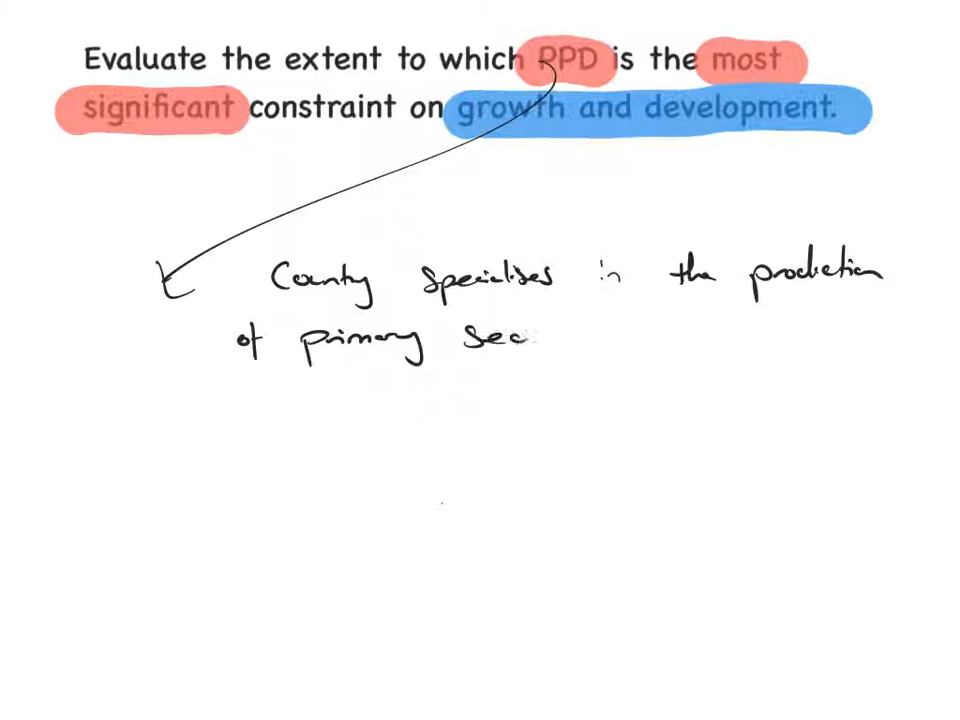 Evaluate the extent to which PPD is the most
significant constraint on growth and development.
County specialises in the production
of primary sec